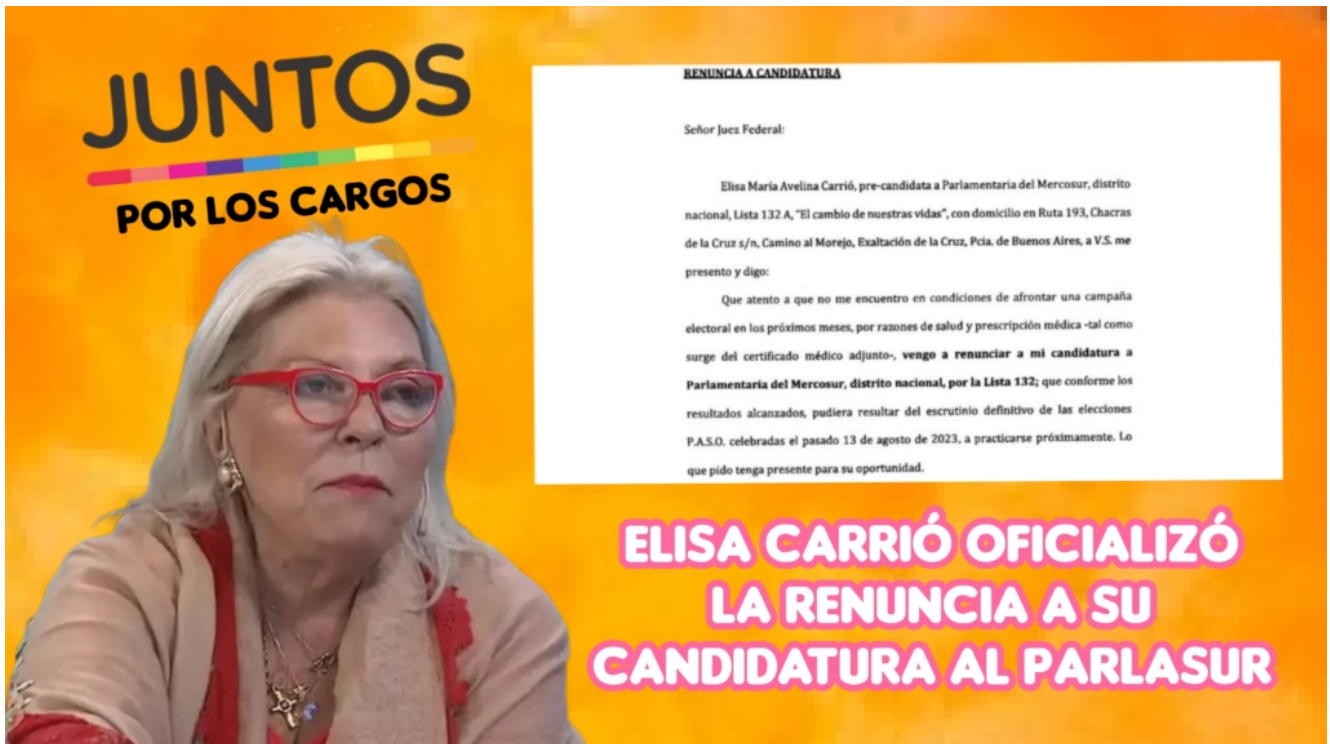 JUNTOS
POR LOS CARGOS
RENUNCIA A CANDIDATURA
Señor Juez Federal:
Elisa María Avelina Carrió, pre-candidata a Parlamentaria del Mercosur, distrito
nacional, Lista 132 A, "El cambio de nuestras vidas", con domicilio en Ruta 193, Chacras
de la Cruz s/n, Camino al Morejo, Exaltación de la Cruz, Pcia. de Buenos Aires, a V.S. me
presento y digo:
Que atento a que no me encuentro en condiciones de afrontar una campaña
electoral en los próximos meses, por razones de salud y prescripción médica -tal como
surge del certificado médico adjunto-, vengo a renunciar a mi candidatura a
Parlamentaria del Mercosur, distrito nacional, por la Lista 132; que conforme los
resultados alcanzados, pudiera resultar del escrutinio definitivo de las elecciones
P.A.S.O. celebradas el pasado 13 de agosto de 2023, a practicarse próximamente. Lo
que pido tenga presente para su oportunidad.
ELISA CARRIÓ OFICIALIZÓ
LA RENUNCIA A SU
CANDIDATURA AL PARLASUR